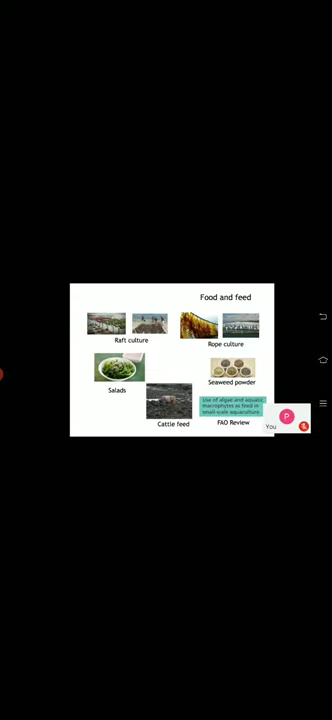 Food and feed
Raft culture
Rope culture
Salads
Seaweed powder
Cattle feed
Use of algae and aquatic
macrophytes as feed in
small-scale aquaculture
FAO Review
P
You